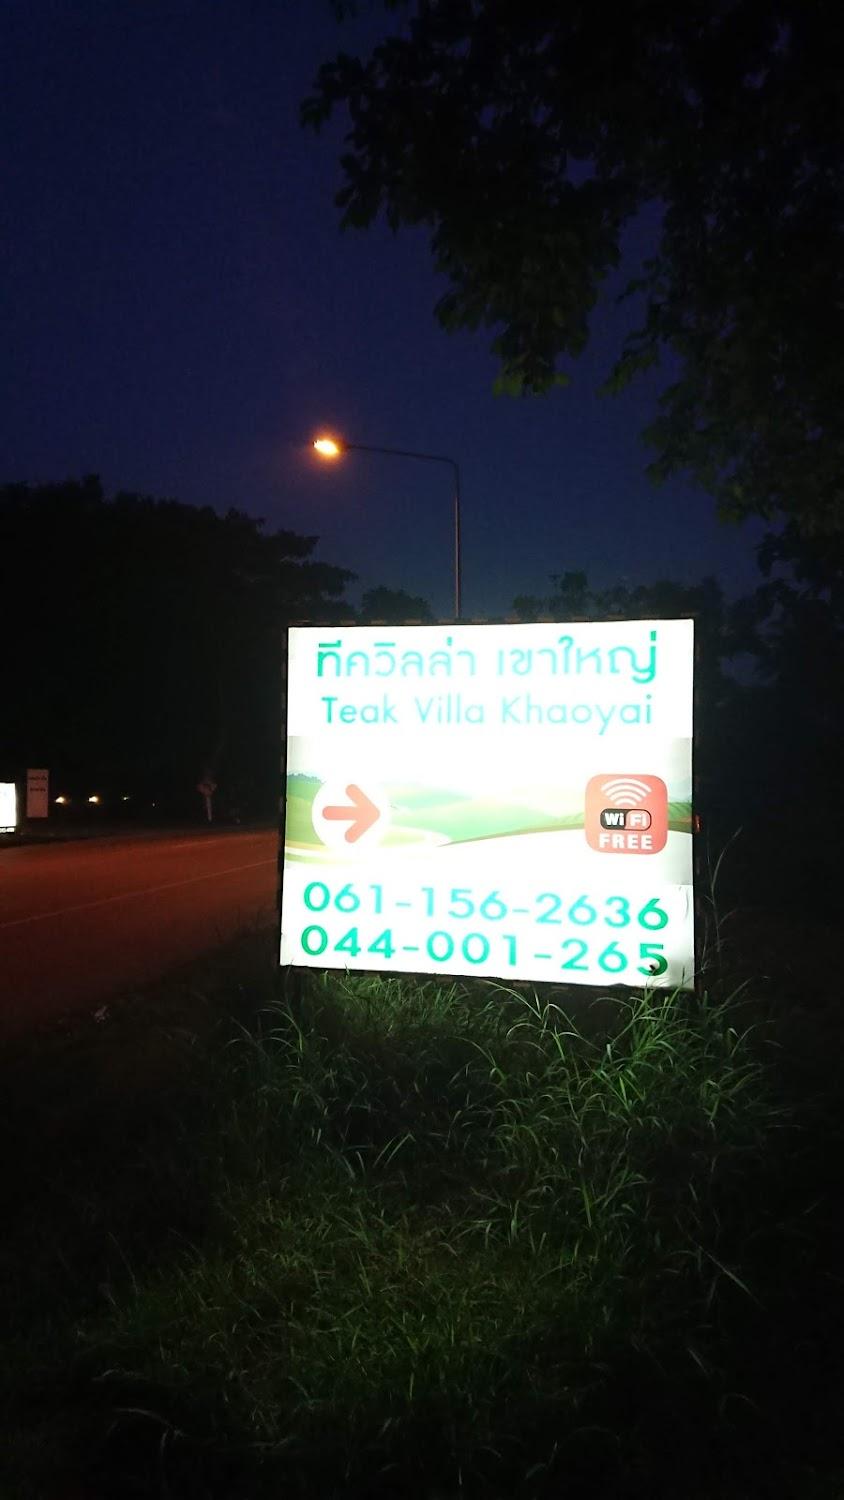 ทีควิลล่า เขาใหญ่
Teak Villa Khaoyai
WiFi
FREE
061-156-2636
044-001-265